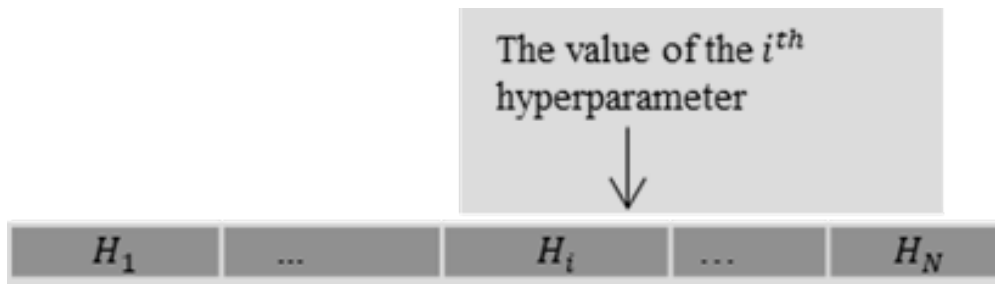 The value of the i^{th}
hyperparameter
H_1 ... H_i ... H_N